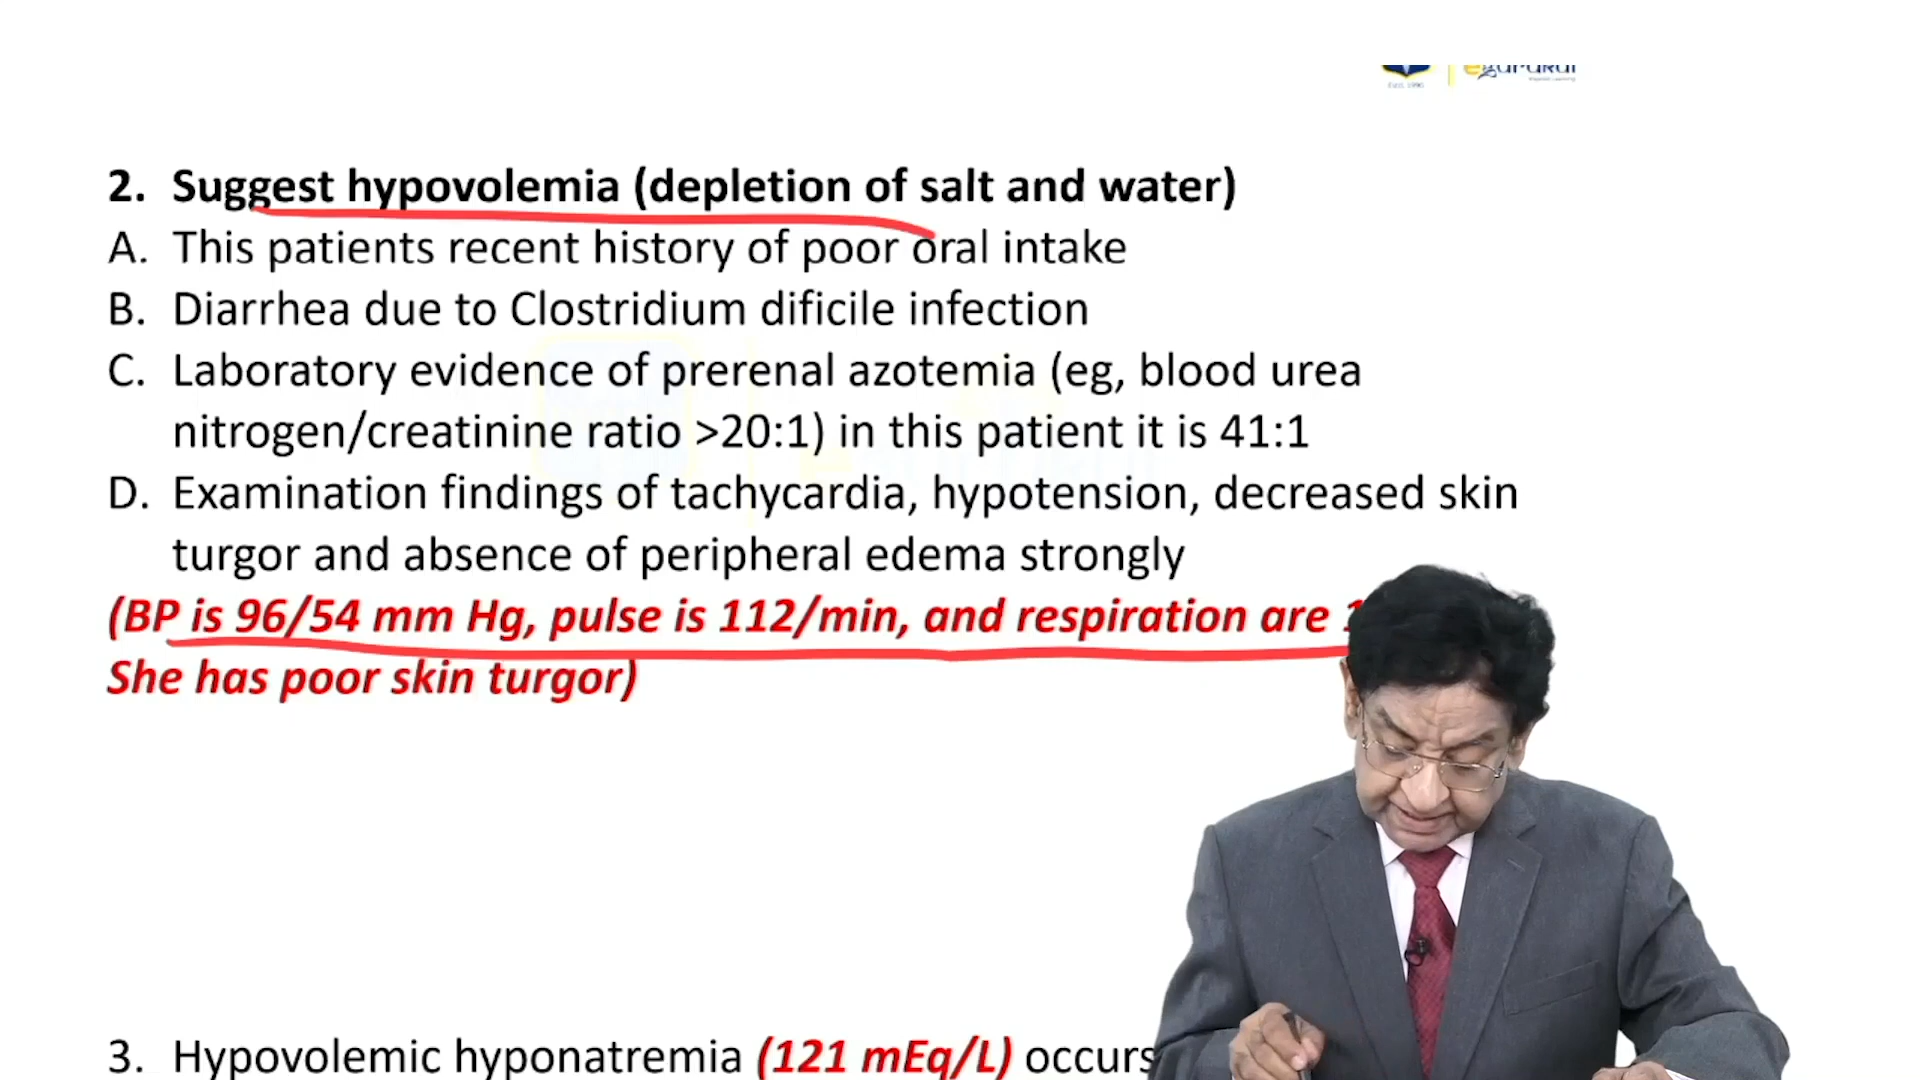 2. Suggest hypovolemia (depletion of salt and water)
A. This patients recent history of poor oral intake
B. Diarrhea due to Clostridium dificile infection
C. Laboratory evidence of prerenal azotemia (eg, blood urea
nitrogen/creatinine ratio >20:1) in this patient it is 41:1
D. Examination findings of tachycardia, hypotension, decreased skin
turgor and absence of peripheral edema strongly
(BP is 96/54 mm Hg, pulse is 112/min, and respiration are
She has poor skin turgor)
3. Hypovolemic hyponatremia (121 mEq/L) occurs